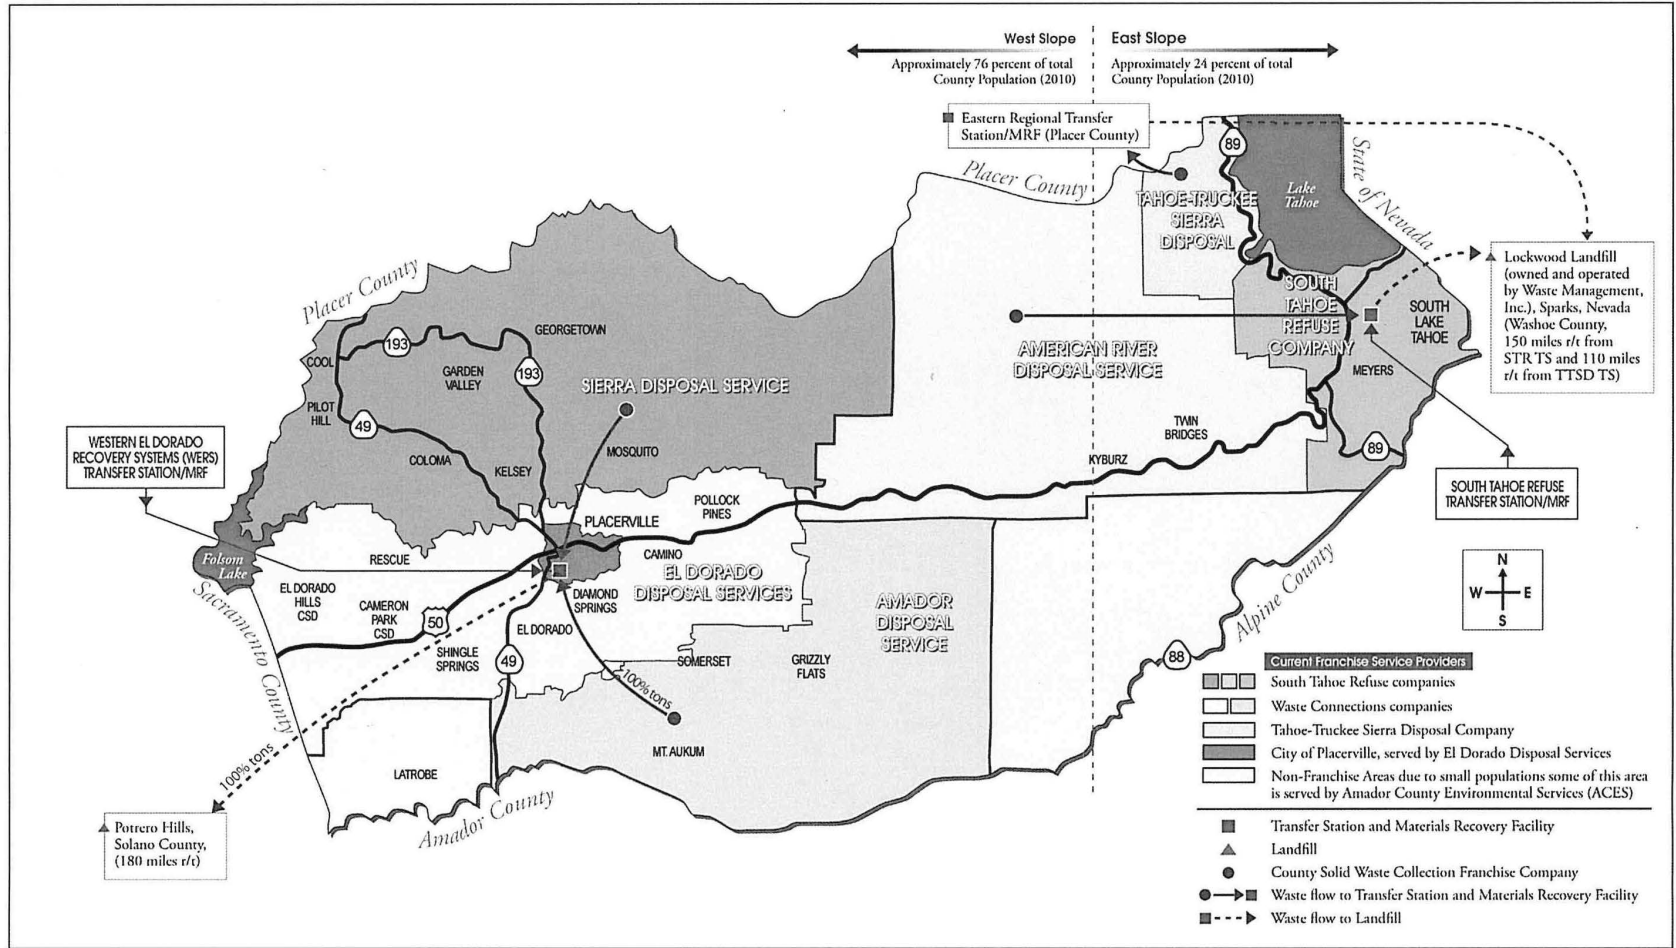 West Slope
East Slope
Approximately 76 percent of total
County Population (2010)
Approximately 24 percent of total
County Population (2010)
Eastern Regional Transfer
Station/MRF (Placer County)
Placer County
89
Lake
Tahoe
State of Nevada
TAHOE-TRUCKEE
SIERRA
DISPOSAL
Lockwood Landfill
(owned and operated
by Waste Management,
Inc.), Sparks, Nevada
(Washoe County,
150 miles r/t from
STR TS and 110 miles
r/t from TTSD TS)
Placer County
SOUTH
TAHOE
REFUSE
COMPANY
SOUTH
LAKE
TAHOE
MEYERS
GEORGETOWN
193
COOL
GARDEN
VALLEY
193
SIERRA DISPOSAL SERVICE
AMERICAN RIVER
DISPOSAL SERVICE
PILOT
HILL
49
TWIN
BRIDGES
WESTERN EL DORADO
RECOVERY SYSTEMS (WERS)
TRANSFER STATION/MRF
COLOMA
KELSEY
MOSQUITO
KYBURZ
89
SOUTH TAHOE REFUSE
TRANSFER STATION/MRF
POLLOCK
PINES
PLACERVILLE
Folsom
Lake
RESCUE
CAMINO
EL DORADO
DISPOSAL SERVICES
EL DORADO
HILLS
CSD
CAMERON
PARK
CSD
50
DIAMOND
SPRINGS
EL DORADO
AMADOR
DISPOSAL
SERVICE
N
W E
S
Sacramento County
Alpine County
SHINGLE
SPRINGS
49
SOMERSET
GRIZZLY
FLATS
88
100% tons
MT. AUKUM
LATROBE
100% tons
Amador County
Potrero Hills,
Solano County,
(180 miles r/t)
Current Franchise Service Providers
South Tahoe Refuse companies
Waste Connections companies
Tahoe-Truckee Sierra Disposal Company
City of Placerville, served by El Dorado Disposal Services
Non-Franchise Areas due to small populations some of this area
is served by Amador County Environmental Services (ACES)
Transfer Station and Materials Recovery Facility
Landfill
County Solid Waste Collection Franchise Company
Waste flow to Transfer Station and Materials Recovery Facility
Waste flow to Landfill